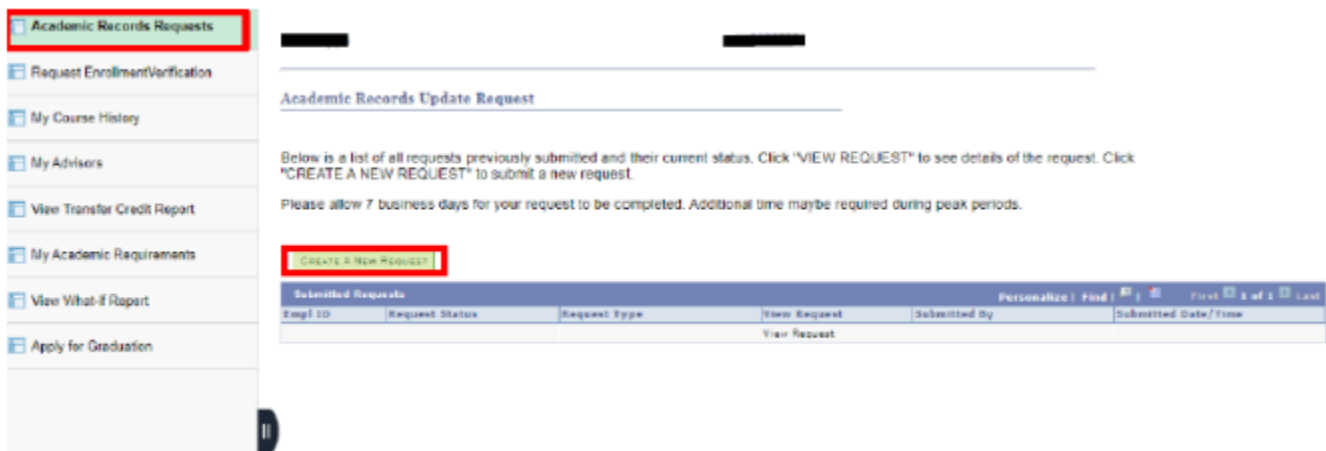 Academic Records Requests
Request EnrollmentVerification
My Course History
My Advisors
View Transfer Credit Report
My Academic Requirements
View What-If Report
Apply for Graduation
Academic Records Update Request
Below is a list of all requests previously submitted and their current status. Click "VIEW REQUEST" to see details of the request. Click
"CREATE A NEW REQUEST" to submit a new request.
Please allow 7 business days for your request to be completed. Additional time maybe required during peak periods.
CREATE A NEW REQUEST
Submitted Requests Personalize | Find | | First 1 of 1 Last
Empl ID Request Status Request Type View Request Submitted By Submitted Date/Time
View Request